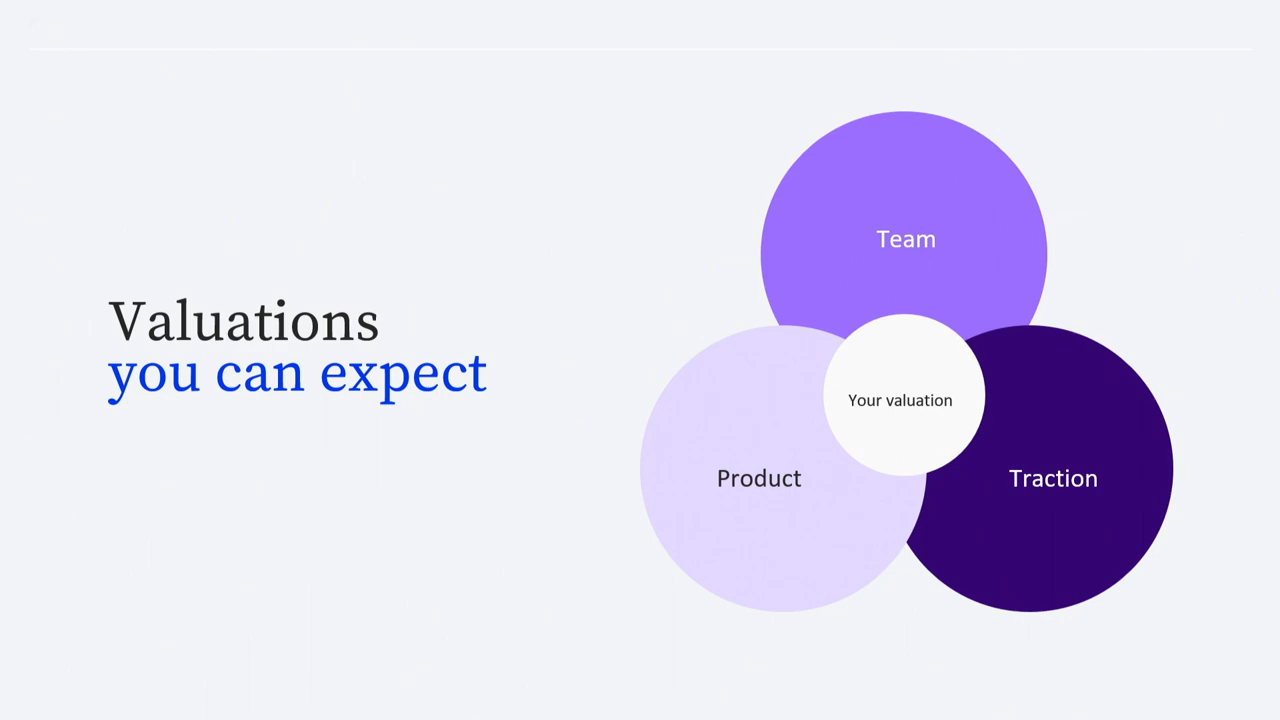 Valuations
you can expect
Team
Your valuation
Product
Traction